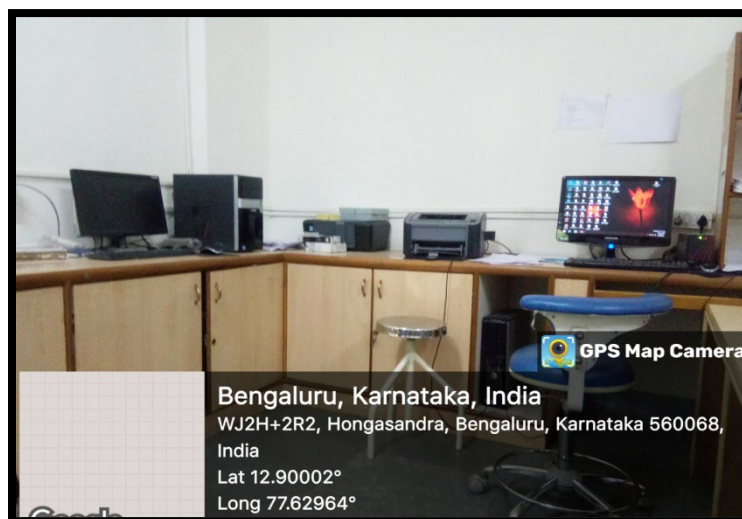 GPS Map Camera
Bengaluru, Karnataka, India
WJ2H+2R2, Hongasandra, Bengaluru, Karnataka 560068,
India
Lat 12.90002°
Long 77.62964°
Google